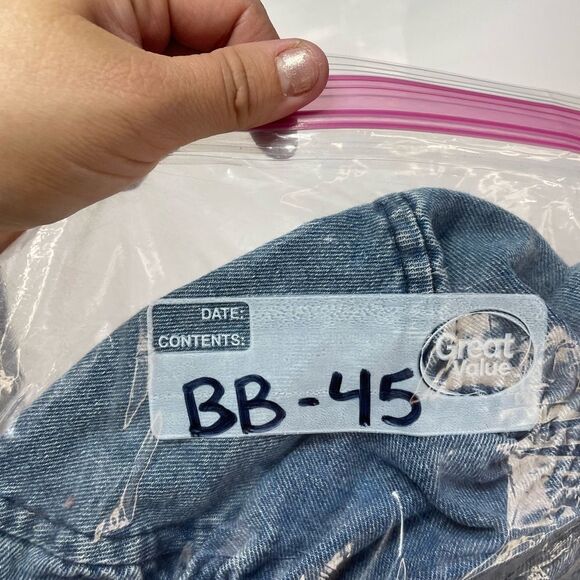 DATE:
CONTENTS:
Great
Value
BB-45